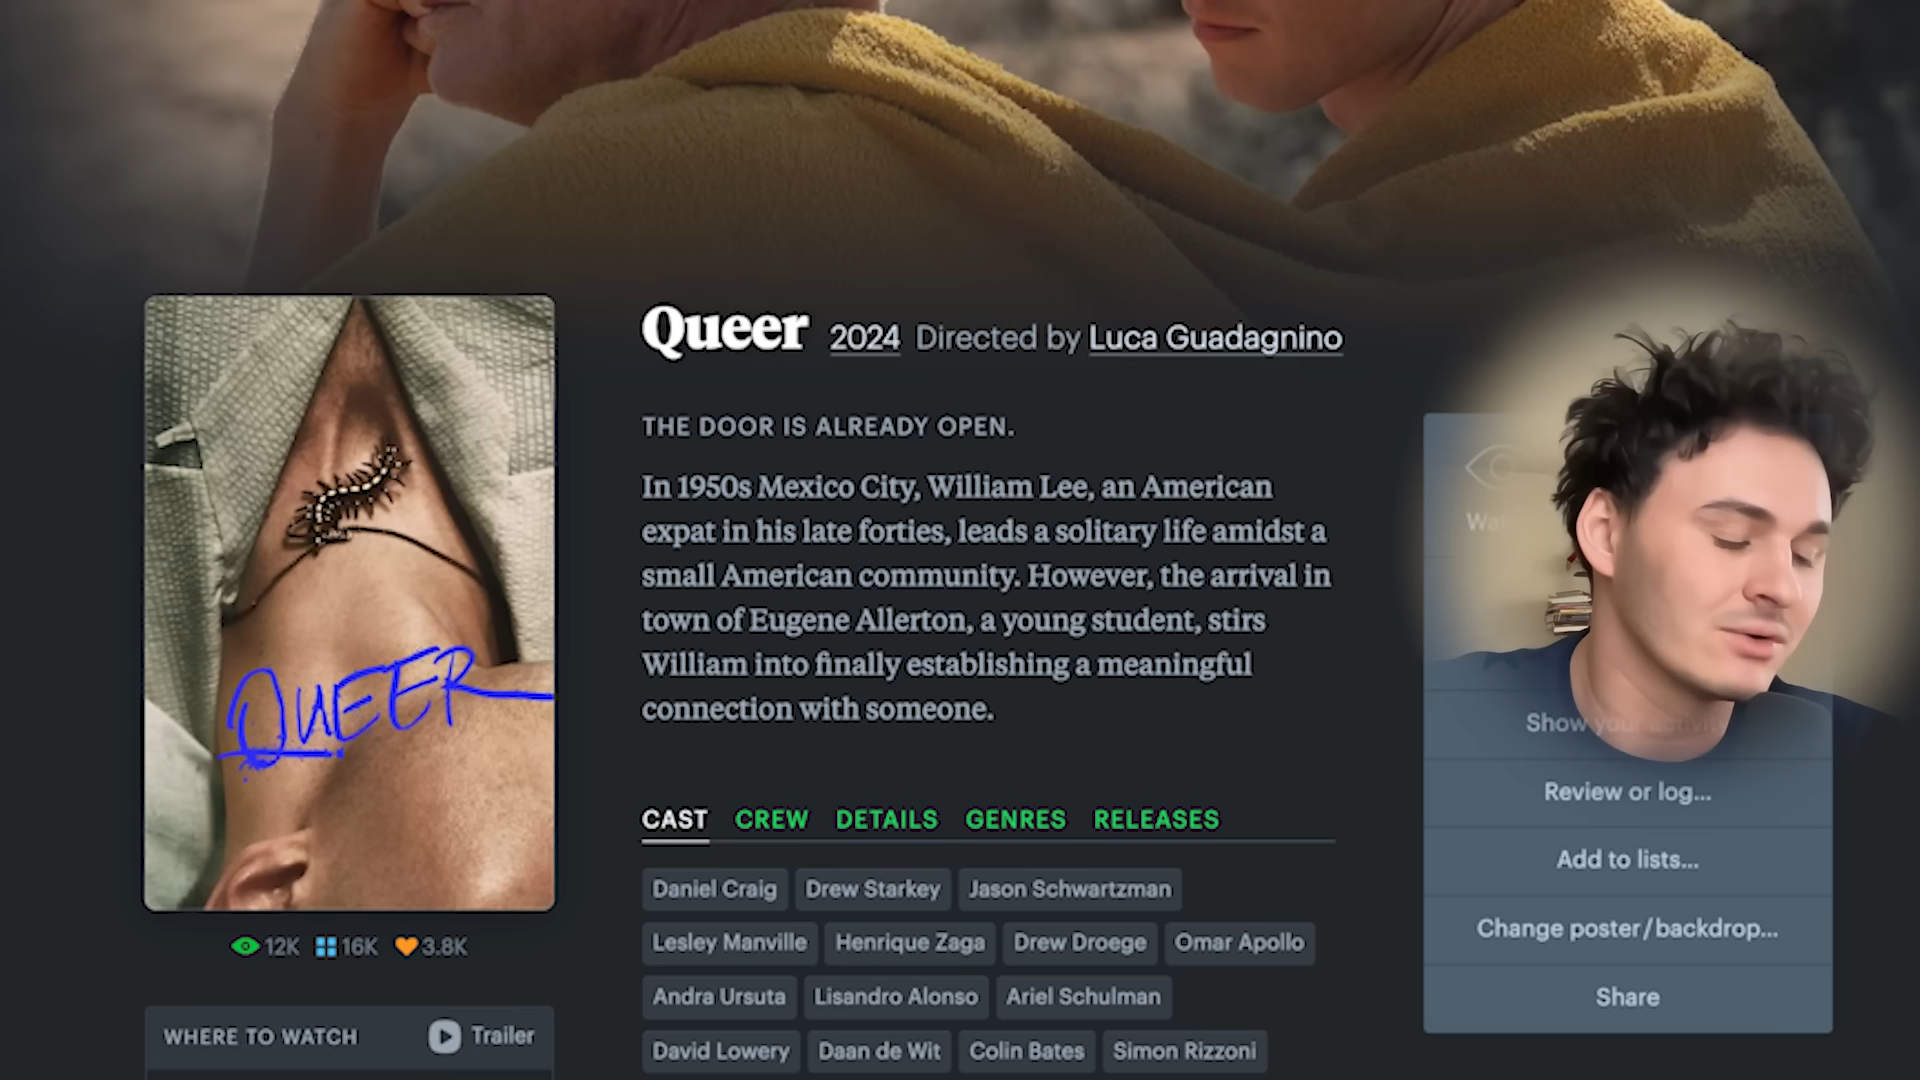 Queer 2024 Directed by Luca Guadagnino
THE DOOR IS ALREADY OPEN.
In 1950s Mexico City, William Lee, an American
expat in his late forties, leads a solitary life amidst a
small American community. However, the arrival in
town of Eugene Allerton, a young student, stirs
William into finally establishing a meaningful
connection with someone.
QUEER
12K 16K 3.8K
WHERE TO WATCH Trailer
CAST CREW DETAILS GENRES RELEASES
Daniel Craig Drew Starkey Jason Schwartzman
Lesley Manville Henrique Zaga Drew Droege Omar Apollo
Andra Ursuta Lisandro Alonso Ariel Schulman
David Lowery Daan de Wit Colin Bates Simon Rizzoni
Show your activity
Review or log...
Add to lists...
Change poster/backdrop...
Share